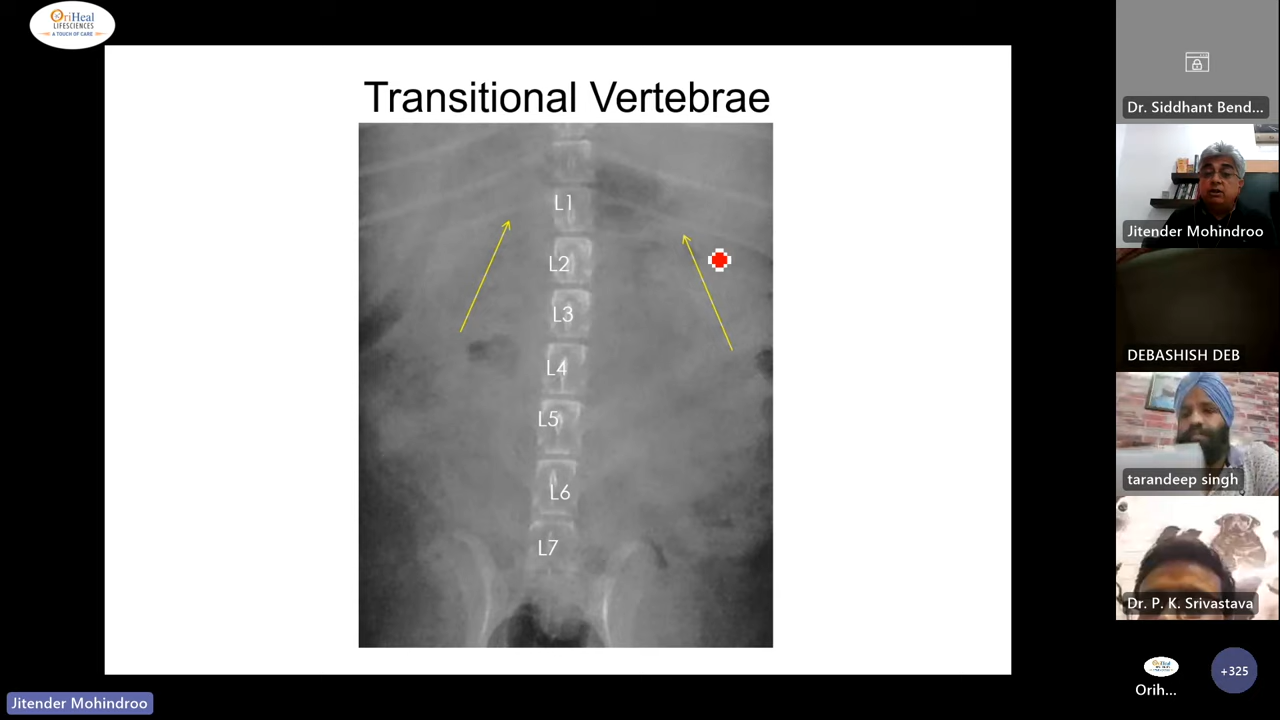 OriHeal
LIFESCIENCES
A TOUCH OF CARE
Transitional Vertebrae
L1
L2
L3
L4
L5
L6
L7
Dr. Siddhant Bend...
Jitender Mohindroo
DEBASHISH DEB
tarandeep singh
Dr. P. K. Srivastava
Orih...
+325
Jitender Mohindroo